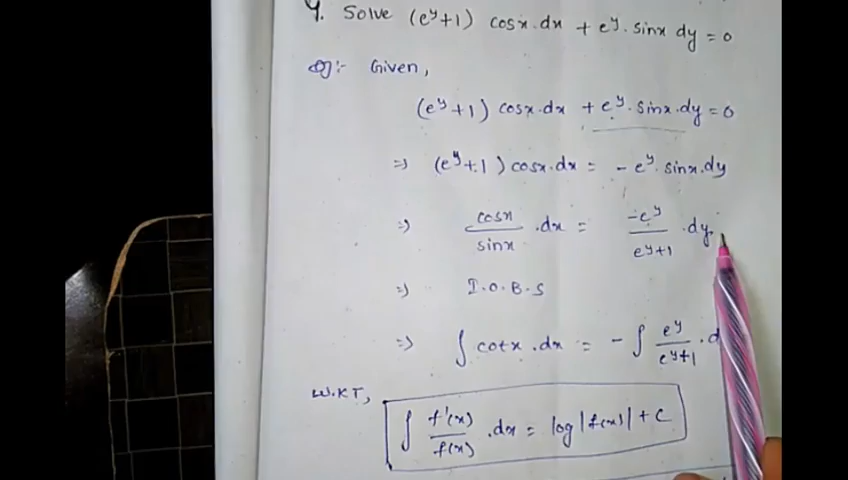 4. Solve (e^y+1) cosx.dx + e^y. sinx dy = 0
Given,
(e^y+1) cosx.dx + e^y. sinx.dy = 0
=> (e^y+1) cosx.dx = - e^y. sinx.dy
=> cosx/sinx .dx = -e^y/e^y+1 .dy
=> I.O.B.S
=> ∫ cotx .dx = - ∫ e^y/e^y+1 .d
W.K.T,
∫ f'(x)/f(x) .dx = log|f(x)| + c